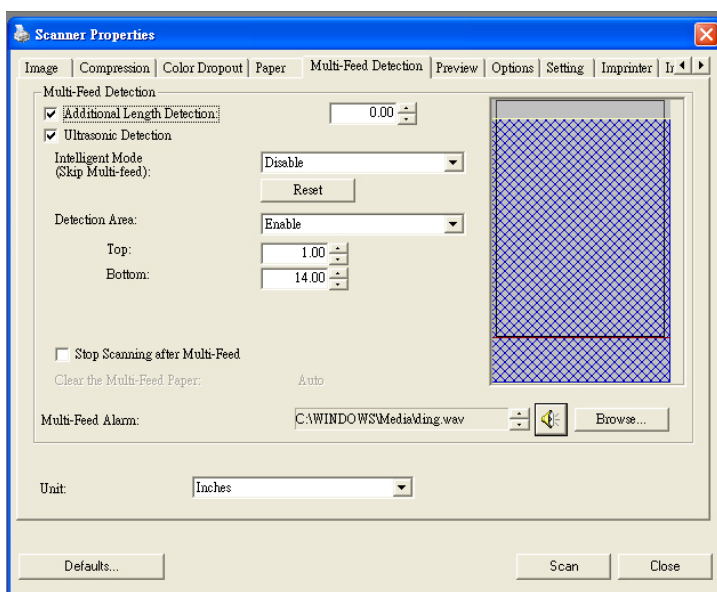 Scanner Properties
Image Compression Color Dropout Paper Multi-Feed Detection Preview Options Setting Imprinter
Multi-Feed Detection
Additional Length Detection: 0.00
Ultrasonic Detection
Intelligent Mode
(Skip Multi-feed): Disable
Reset
Detection Area: Enable
Top: 1.00
Bottom: 14.00
Stop Scanning after Multi-Feed
Clear the Multi-Feed Paper: Auto
Multi-Feed Alarm: C:\WINDOWS\Media\ding.wav Browse...
Unit: Inches
Defaults... Scan Close